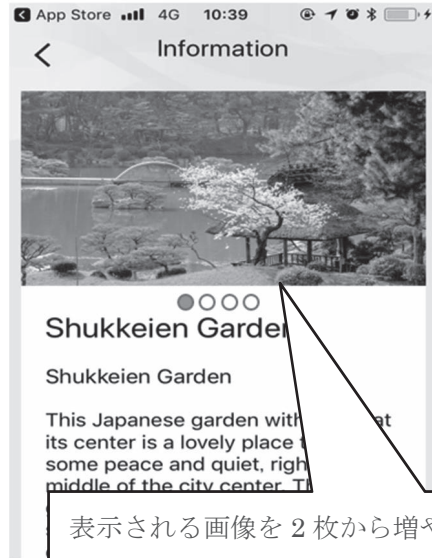 App Store 4G 10:39
Information
Shukkeien Garden
Shukkeien Garden
This Japanese garden with at
its center is a lovely place
some peace and quiet, righ
middle of the city center. Th
表示される画像を 2 枚から増や